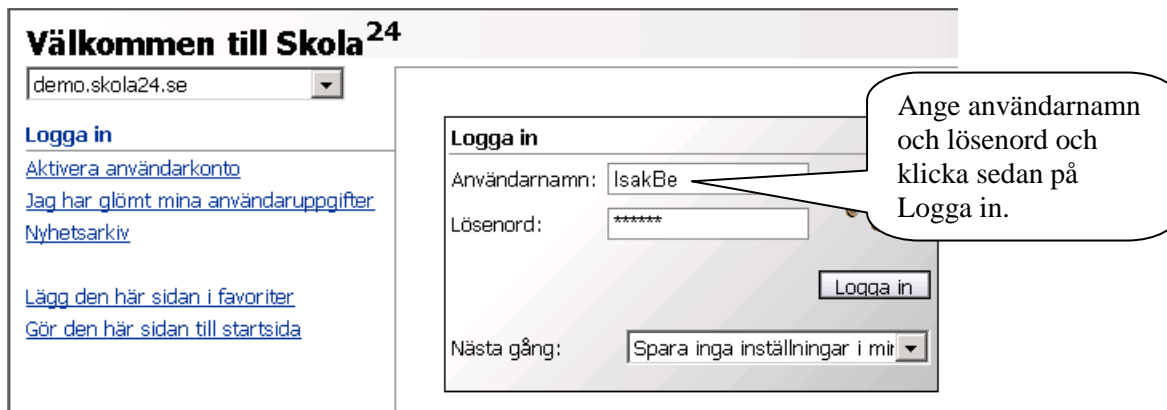 Välkommen till Skola24
demo.skola24.se
Logga in
Aktivera användarkonto
Jag har glömt mina användaruppgifter
Nyhetsarkiv
Lägg den här sidan i favoriter
Gör den här sidan till startsida
Logga in
Användarnamn: IsakBe
Lösenord: ******
Logga in
Nästa gång: Spara inga inställningar i mir
Ange användarnamn
och lösenord och
klicka sedan på
Logga in.